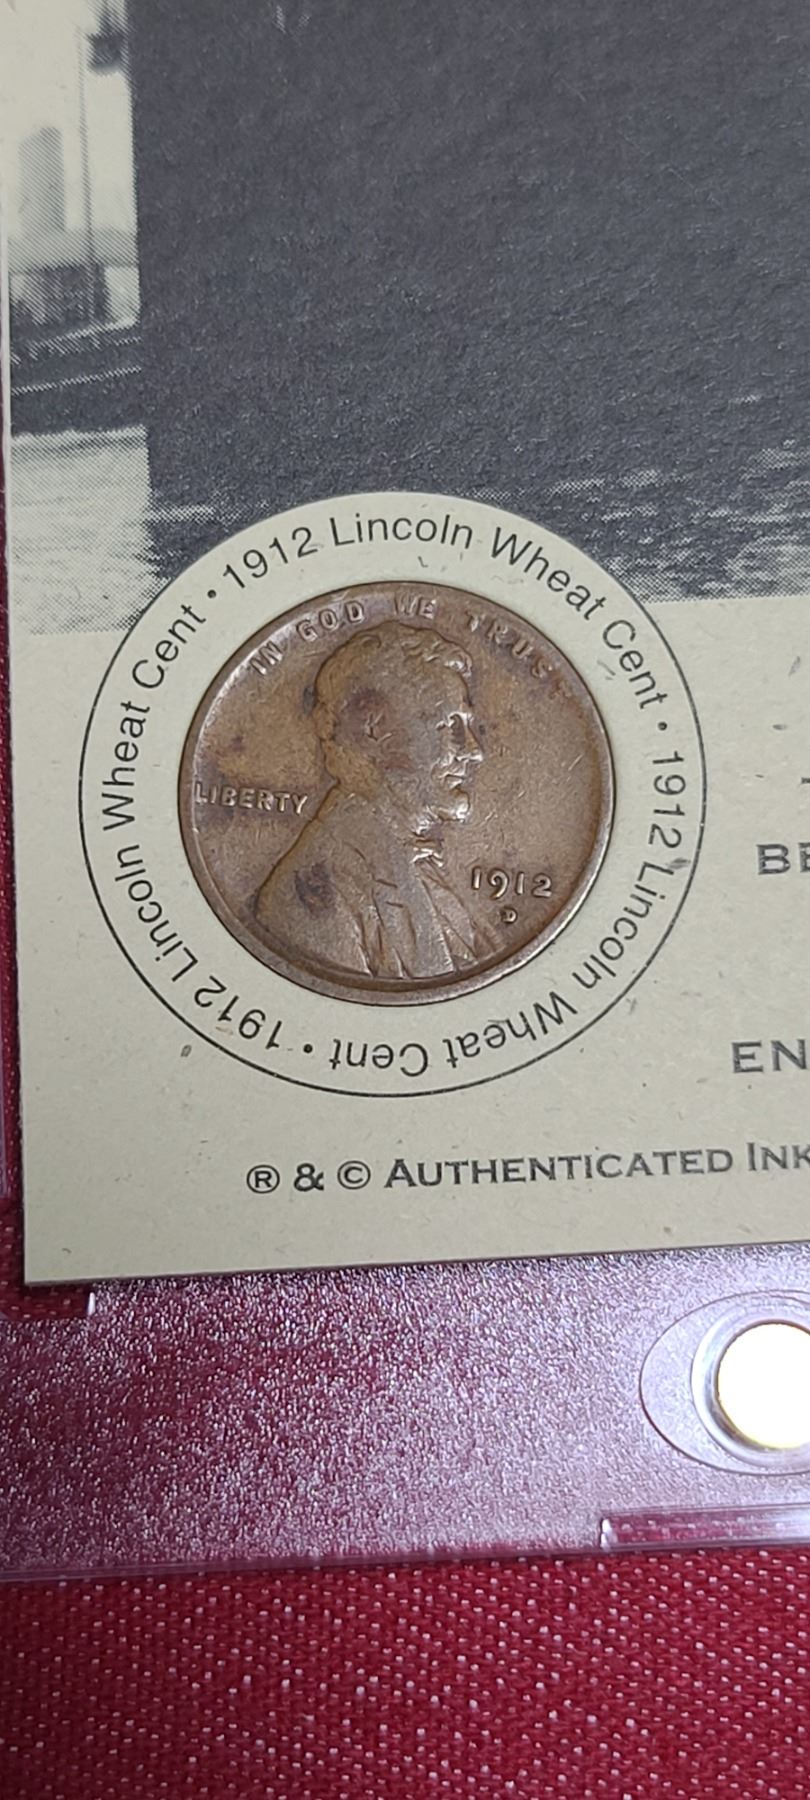 1912 Lincoln Wheat Cent • 1912 Lincoln Wheat Cent • 1912 Lincoln Wheat Cent •
IN GOD WE TRUST
LIBERTY
1912
D
BE
EN
® & © AUTHENTICATED INK